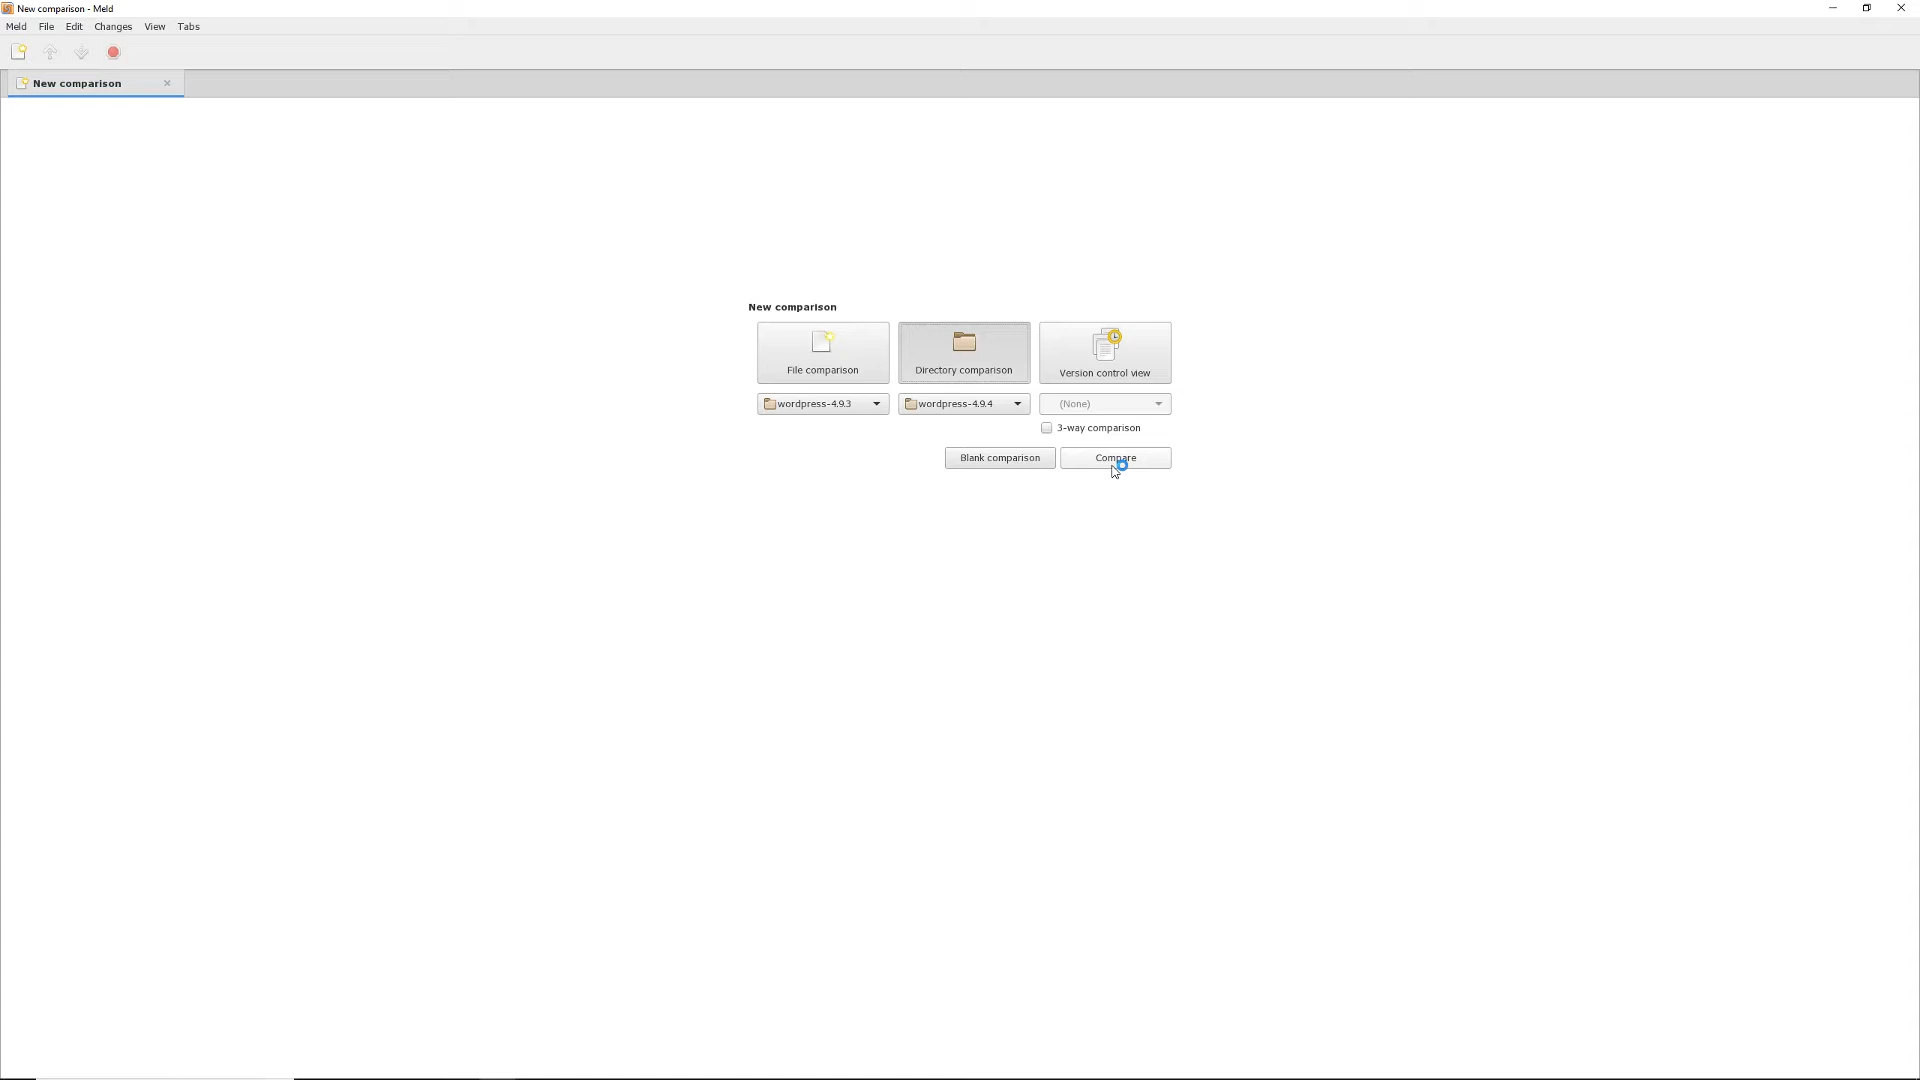 New comparison - Meld
Meld File Edit Changes View Tabs
New comparison
New comparison
File comparison Directory comparison Version control view
wordpress-4.9.3 wordpress-4.9.4 (None)
3-way comparison
Blank comparison Compare